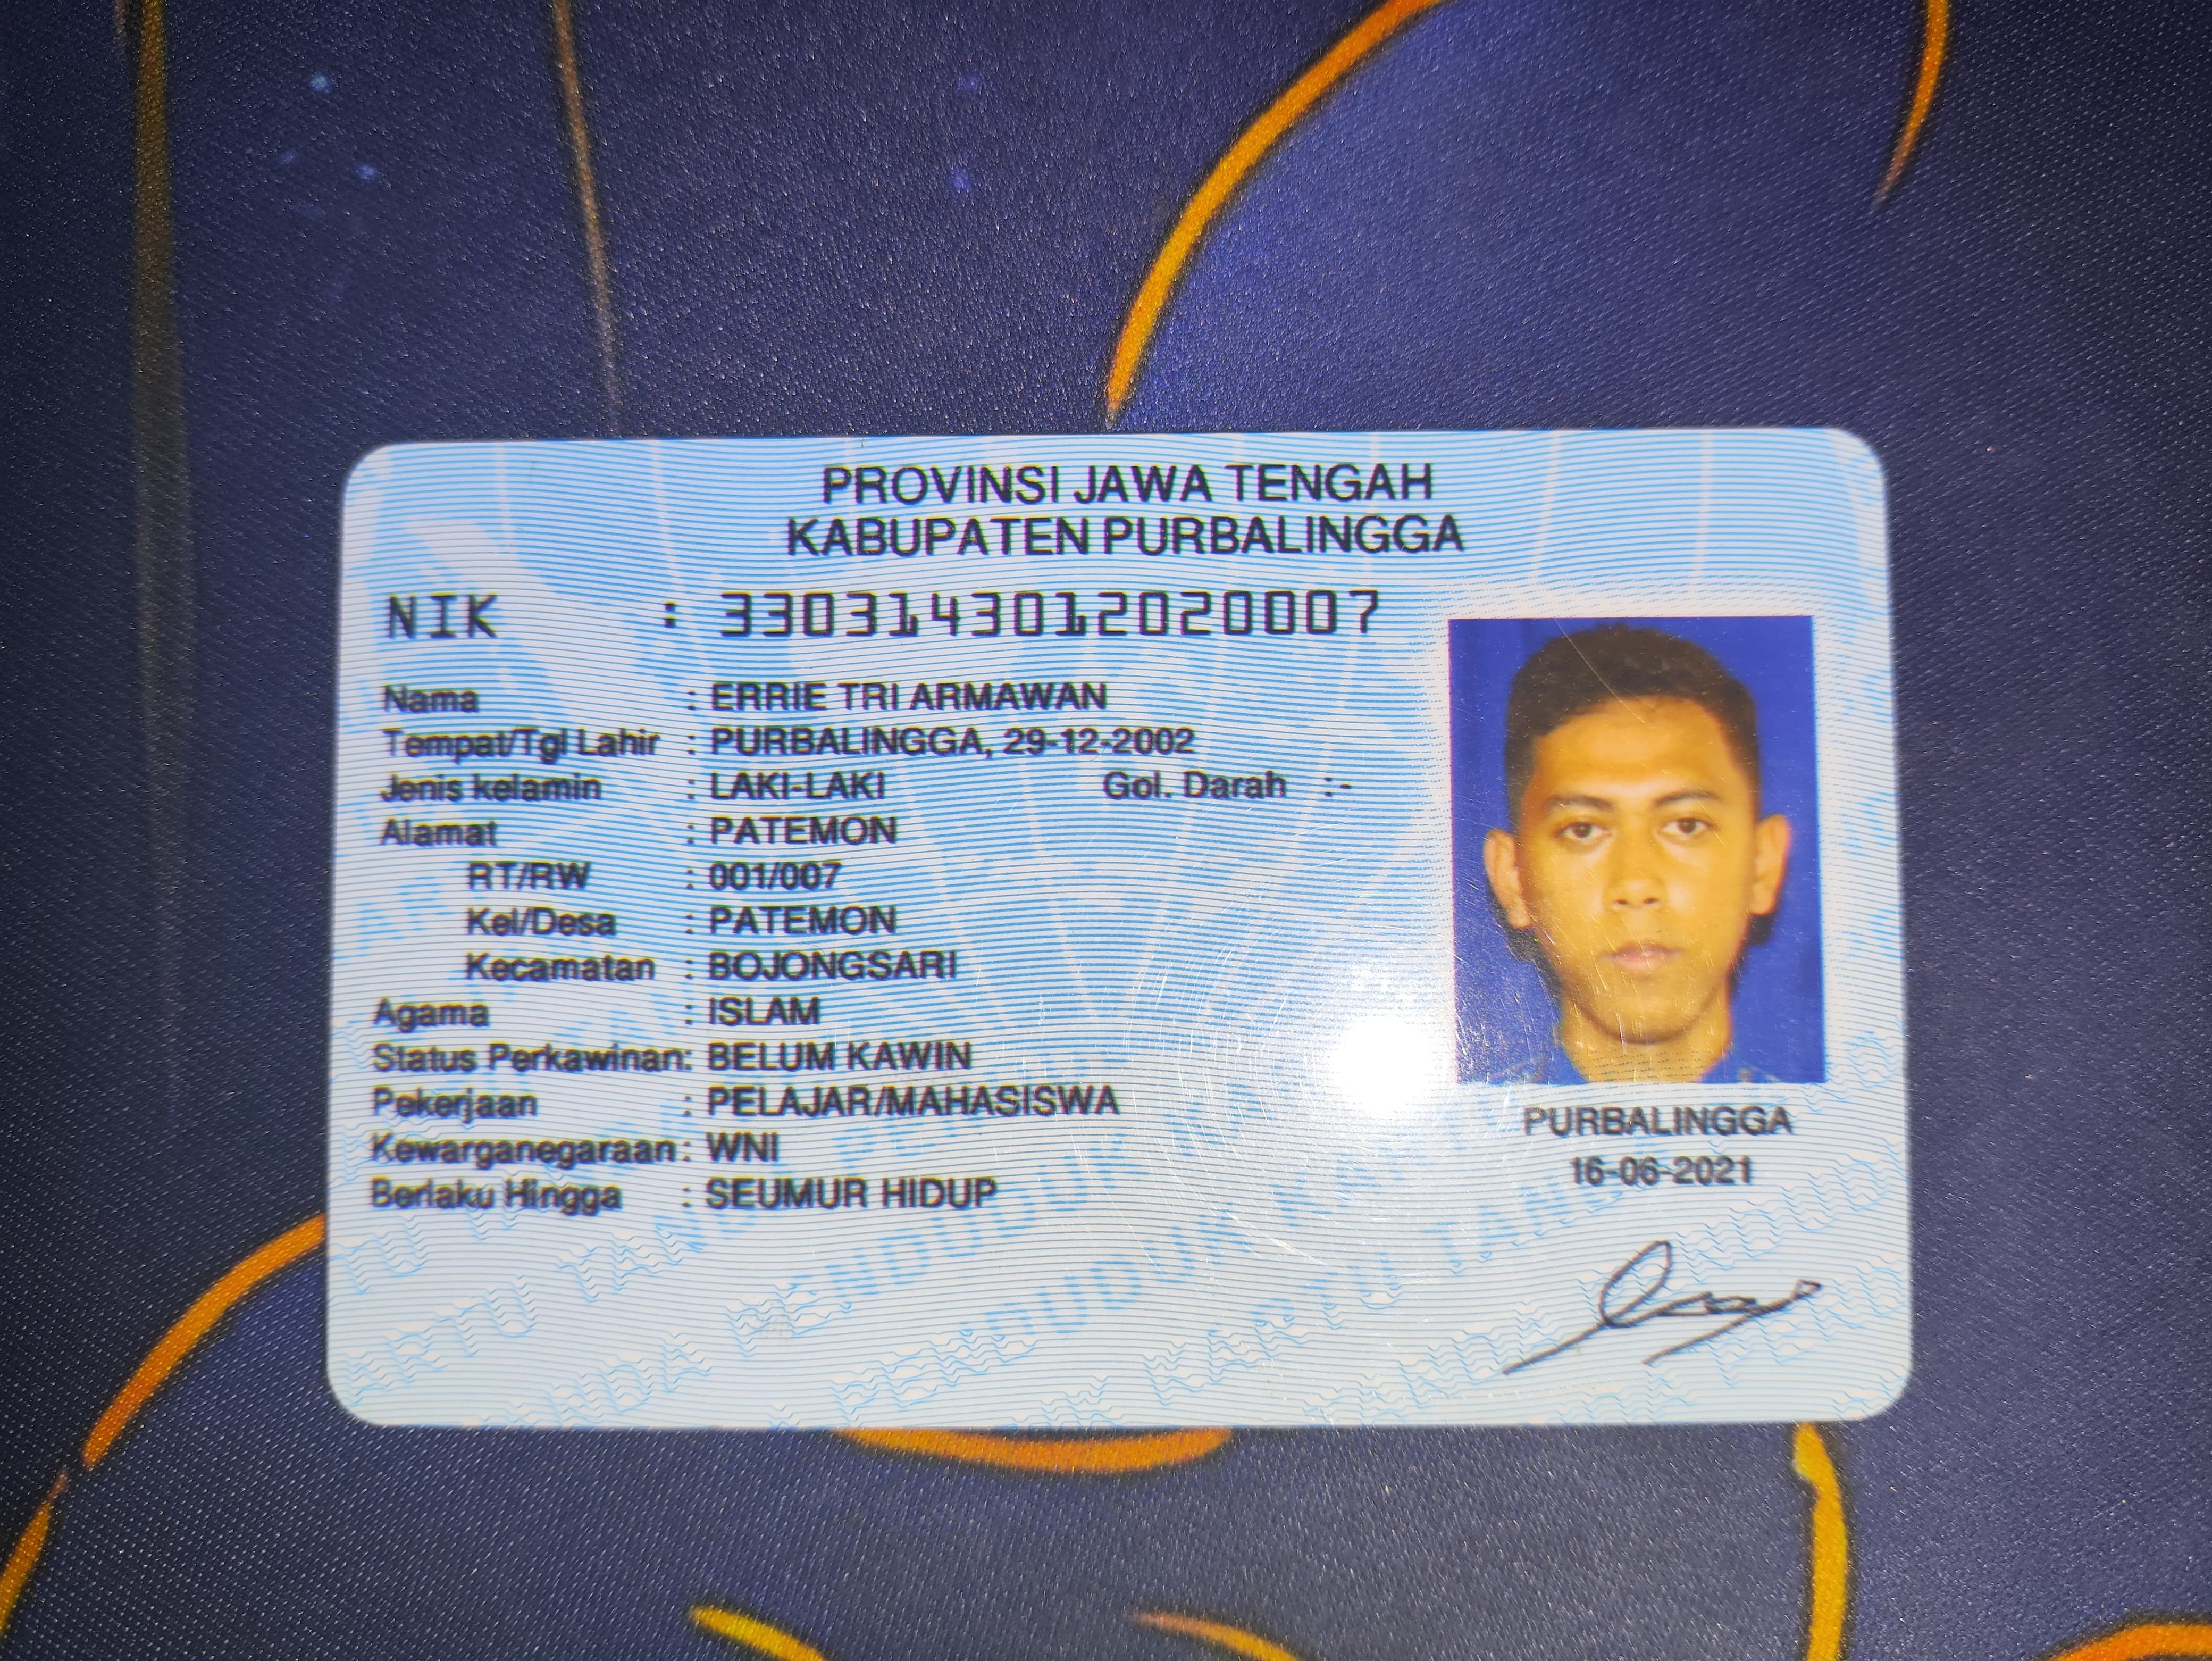 PROVINSI JAWA TENGAH
KABUPATEN PURBALINGGA
NIK : 3303143012020007
Nama : ERRIE TRI ARMAWAN
Tempat/Tgl Lahir : PURBALINGGA, 29-12-2002
Jenis kelamin : LAKI-LAKI Gol. Darah : -
Alamat : PATEMON
RT/RW : 001/007
Kel/Desa : PATEMON
Kecamatan : BOJONGSARI
Agama : ISLAM
Status Perkawinan: BELUM KAWIN
Pekerjaan : PELAJAR/MAHASISWA
Kewarganegaraan : WNI
Berlaku Hingga : SEUMUR HIDUP
PURBALINGGA
16-06-2021